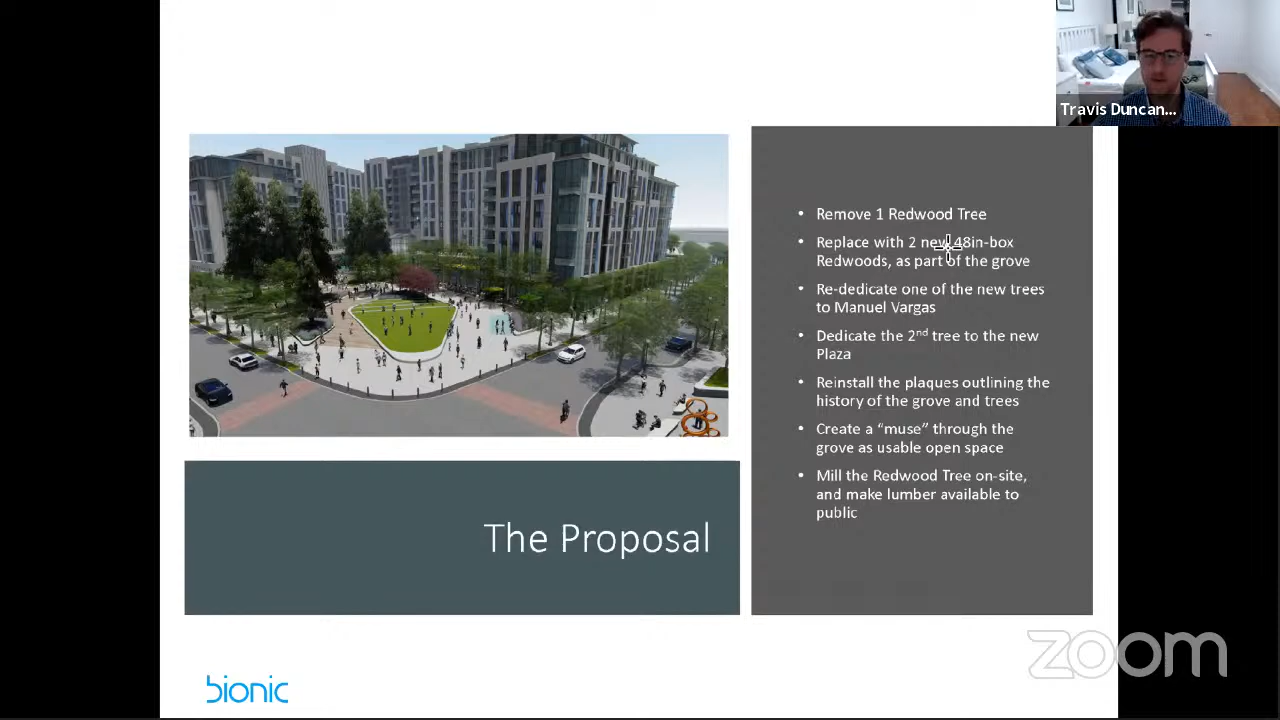 Travis Duncan...
• Remove 1 Redwood Tree
• Replace with 2 new 48in-box
Redwoods, as part of the grove
• Re-dedicate one of the new trees
to Manuel Vargas
• Dedicate the 2nd tree to the new
Plaza
• Reinstall the plaques outlining the
history of the grove and trees
• Create a “muse” through the
grove as usable open space
• Mill the Redwood Tree on-site,
and make lumber available to
public
The Proposal
zoom
bionic